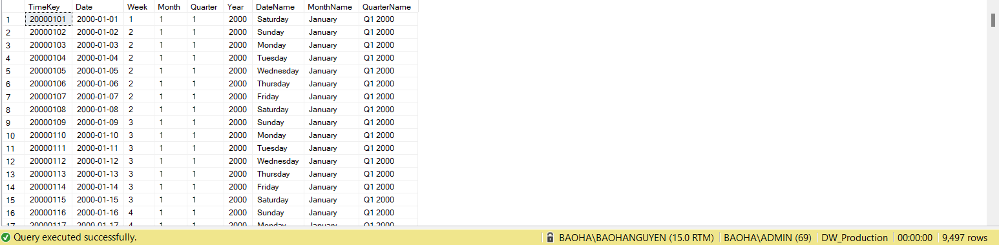 TimeKey Date Week Month Quarter Year DateName MonthName QuarterName
1 20000101 2000-01-01 1 1 1 2000 Saturday January Q1 2000
2 20000102 2000-01-02 2 1 1 2000 Sunday January Q1 2000
3 20000103 2000-01-03 2 1 1 2000 Monday January Q1 2000
4 20000104 2000-01-04 2 1 1 2000 Tuesday January Q1 2000
5 20000105 2000-01-05 2 1 1 2000 Wednesday January Q1 2000
6 20000106 2000-01-06 2 1 1 2000 Thursday January Q1 2000
7 20000107 2000-01-07 2 1 1 2000 Friday January Q1 2000
8 20000108 2000-01-08 2 1 1 2000 Saturday January Q1 2000
9 20000109 2000-01-09 3 1 1 2000 Sunday January Q1 2000
10 20000110 2000-01-10 3 1 1 2000 Monday January Q1 2000
11 20000111 2000-01-11 3 1 1 2000 Tuesday January Q1 2000
12 20000112 2000-01-12 3 1 1 2000 Wednesday January Q1 2000
13 20000113 2000-01-13 3 1 1 2000 Thursday January Q1 2000
14 20000114 2000-01-14 3 1 1 2000 Friday January Q1 2000
15 20000115 2000-01-15 3 1 1 2000 Saturday January Q1 2000
16 20000116 2000-01-16 4 1 1 2000 Sunday January Q1 2000
17 20000117 2000-01-17 4 1 1 2000 Monday January Q1 2000
Query executed successfully. BAOHA\BAOHANGUYEN (15.0 RTM) BAOHA\ADMIN (69) DW_Production 00:00:00 9,497 rows